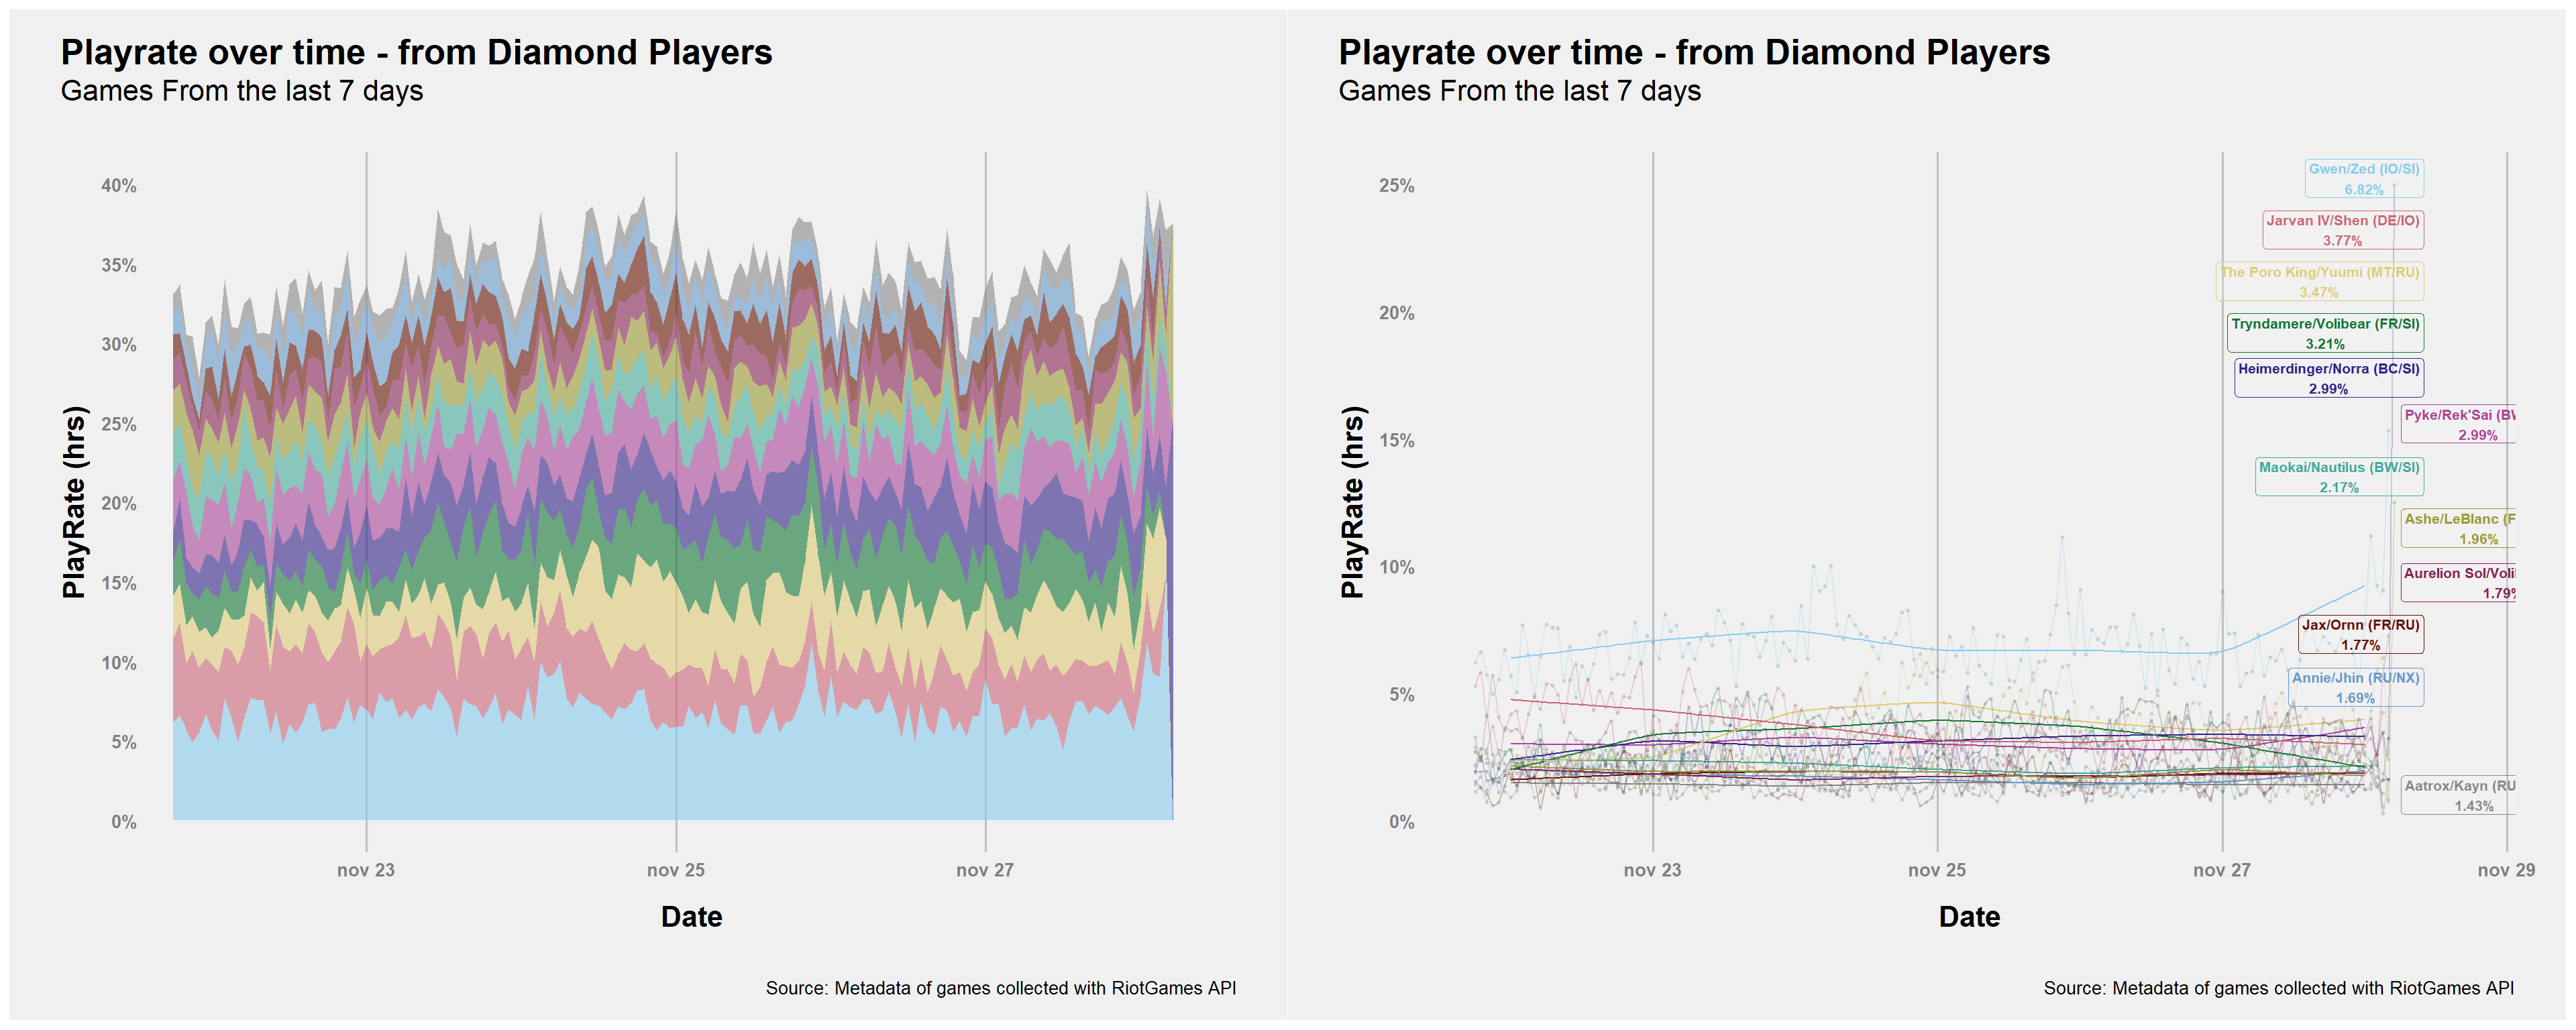 Playrate over time - from Diamond Players
Games From the last 7 days
PlayRate (hrs)
40%
35%
30%
25%
20%
15%
10%
5%
0%
nov 23
nov 25
nov 27
Date
Source: Metadata of games collected with RiotGames API
Playrate over time - from Diamond Players
Games From the last 7 days
PlayRate (hrs)
25%
20%
15%
10%
5%
0%
Gwen/Zed (IO/SI)
6.82%
Jarvan IV/Shen (DE/IO)
3.77%
The Poro King/Yuumi (MT/RU)
3.47%
Tryndamere/Volibear (FR/SI)
3.21%
Heimerdinger/Norra (BC/SI)
2.99%
Pyke/Rek'Sai (BW
2.99%
Maokai/Nautilus (BW/SI)
2.17%
Ashe/LeBlanc (F
1.96%
Aurelion Sol/Voli
1.79%
Jax/Ornn (FR/RU)
1.77%
Annie/Jhin (RU/NX)
1.69%
Aatrox/Kayn (RU
1.43%
nov 23
nov 25
nov 27
nov 29
Date
Source: Metadata of games collected with RiotGames API